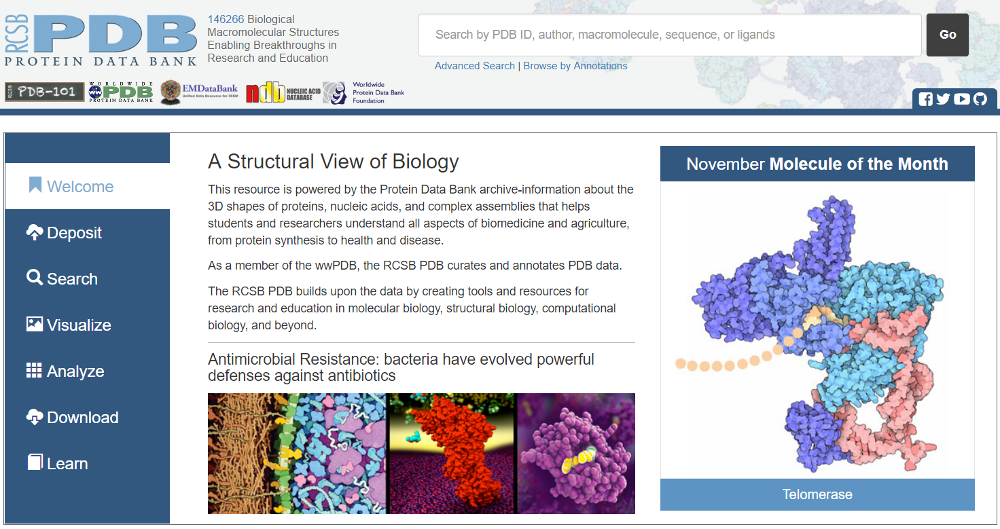 RCSB
PDB
PROTEIN DATA BANK
146266 Biological
Macromolecular Structures
Enabling Breakthroughs in
Research and Education
Search by PDB ID, author, macromolecule, sequence, or ligands
Go
Advanced Search | Browse by Annotations
RCSB PDB-101
WORLDWIDE
ww PDB
PROTEIN DATA BANK
EMDataBank
Unified Data Resource for 3DEM
ndb NUCLEIC ACID
DATABASE
Worldwide
Protein Data Bank
Foundation
Welcome
Deposit
Search
Visualize
Analyze
Download
Learn
A Structural View of Biology
This resource is powered by the Protein Data Bank archive-information about the
3D shapes of proteins, nucleic acids, and complex assemblies that helps
students and researchers understand all aspects of biomedicine and agriculture,
from protein synthesis to health and disease.
As a member of the wwPDB, the RCSB PDB curates and annotates PDB data.
The RCSB PDB builds upon the data by creating tools and resources for
research and education in molecular biology, structural biology, computational
biology, and beyond.
Antimicrobial Resistance: bacteria have evolved powerful
defenses against antibiotics
November Molecule of the Month
Telomerase